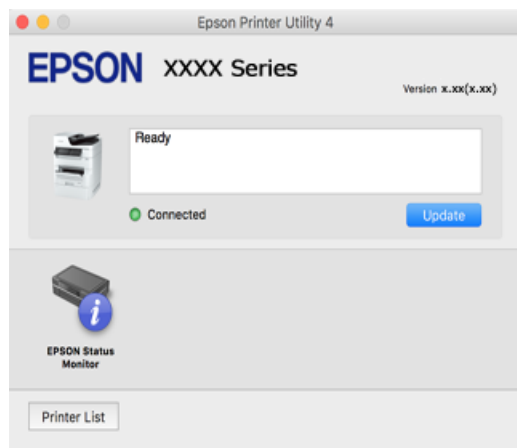 Epson Printer Utility 4
EPSON XXXX Series
Version x.xx(x.xx)
Ready
Connected
Update
i
EPSON Status
Monitor
Printer List